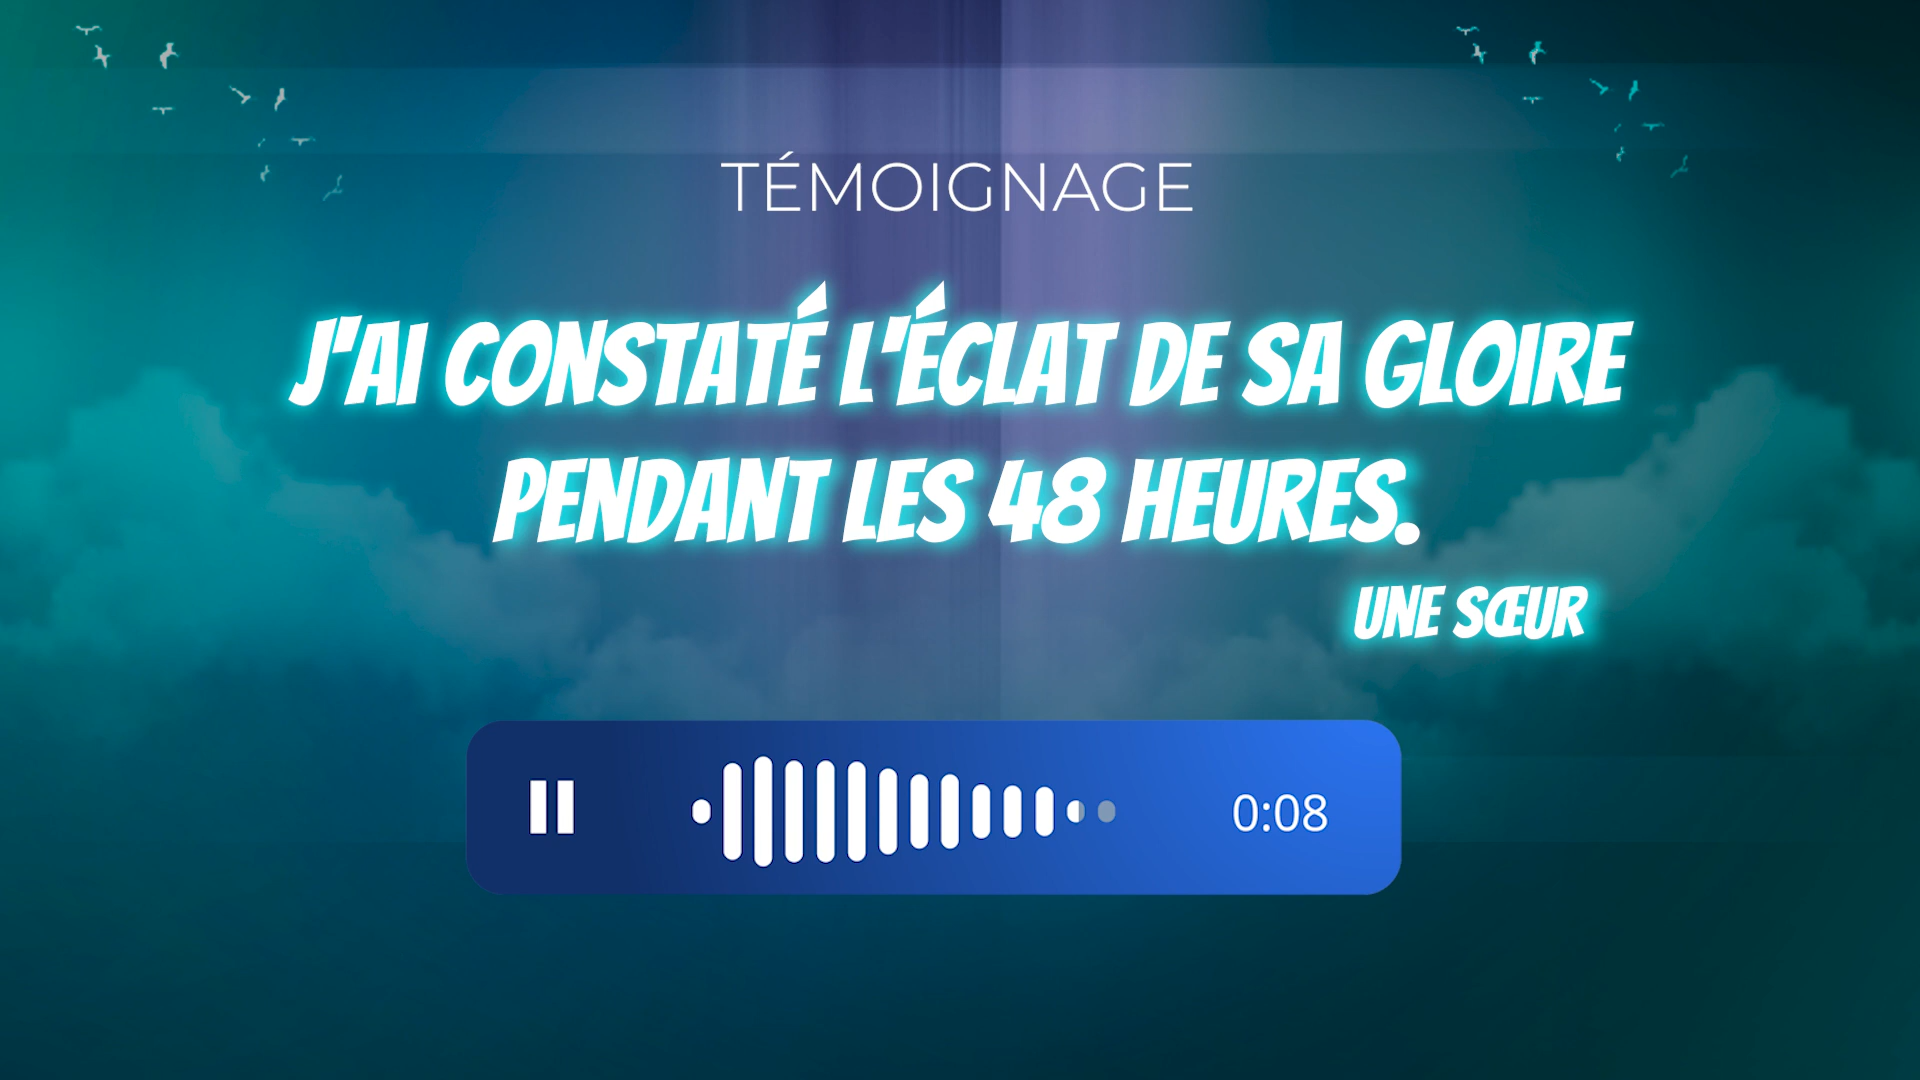 TÉMOIGNAGE
J'AI CONSTATÉ L'ÉCLAT DE SA GLOIRE
PENDANT LES 48 HEURES.
UNE SŒUR
0:08